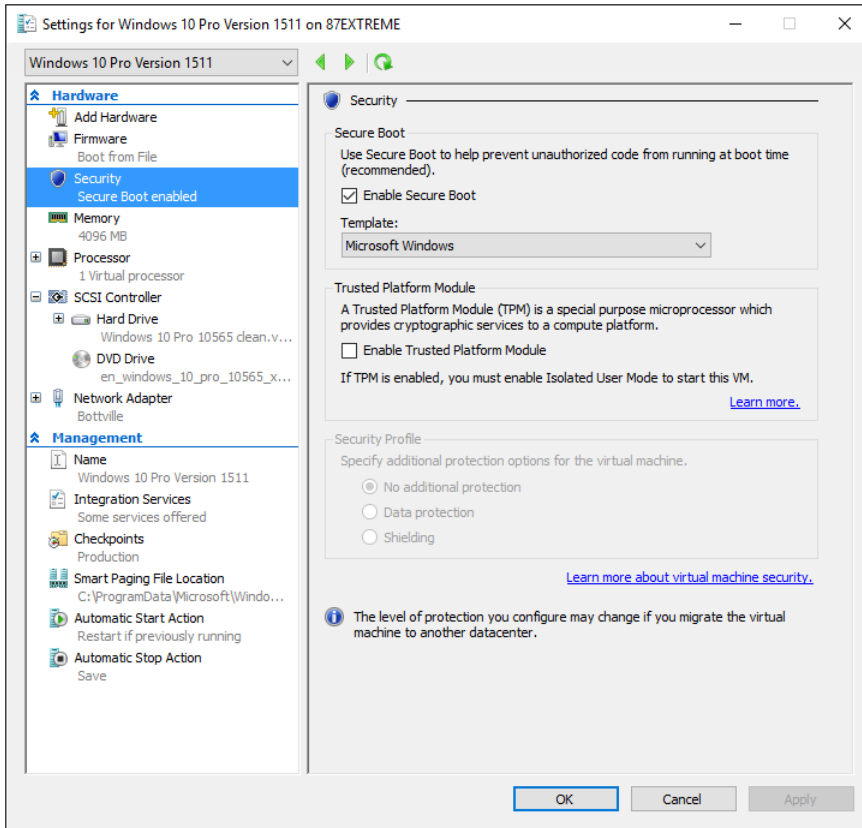 Settings for Windows 10 Pro Version 1511 on 87EXTREME
Windows 10 Pro Version 1511
Hardware
Add Hardware
Firmware
Boot from File
Security
Secure Boot enabled
Memory
4096 MB
Processor
1 Virtual processor
SCSI Controller
Hard Drive
Windows 10 Pro 10565 clean.v...
DVD Drive
en_windows_10_pro_10565_x...
Network Adapter
Bottville
Management
Name
Windows 10 Pro Version 1511
Integration Services
Some services offered
Checkpoints
Production
Smart Paging File Location
C:\ProgramData\Microsoft\Windo...
Automatic Start Action
Restart if previously running
Automatic Stop Action
Save
Security
Secure Boot
Use Secure Boot to help prevent unauthorized code from running at boot time
(recommended).
Enable Secure Boot
Template:
Microsoft Windows
Trusted Platform Module
A Trusted Platform Module (TPM) is a special purpose microprocessor which
provides cryptographic services to a compute platform.
Enable Trusted Platform Module
If TPM is enabled, you must enable Isolated User Mode to start this VM.
Learn more.
Security Profile
Specify additional protection options for the virtual machine.
No additional protection
Data protection
Shielding
Learn more about virtual machine security.
The level of protection you configure may change if you migrate the virtual
machine to another datacenter.
OK
Cancel
Apply